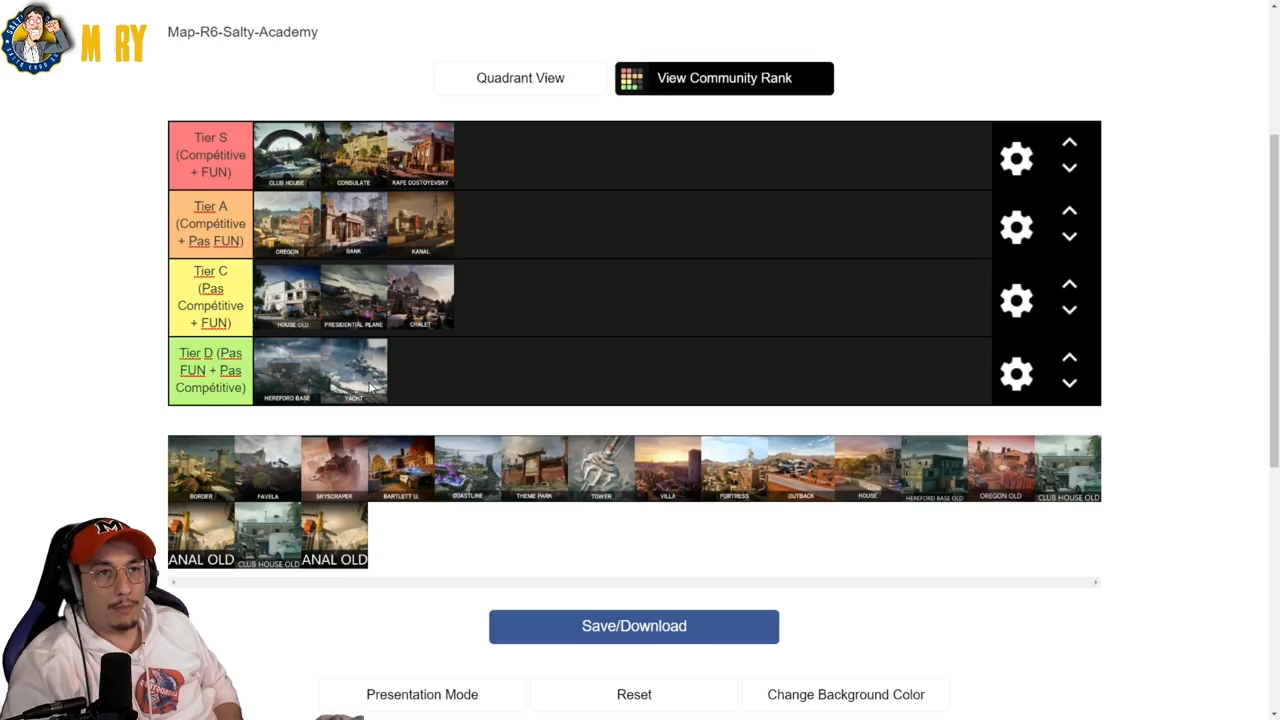 M RY
Map-R6-Salty-Academy
Quadrant View
View Community Rank
Tier S
(Compétitive
+ FUN)
CLUB HOUSE
CONSULATE
KAFE DOSTOYEVSKY
Tier A
(Compétitive
+ Pas FUN)
OREGON
BANK
KANAL
Tier C
(Pas
Compétitive
+ FUN)
HOUSE OLD
PRESIDENTIAL PLANE
CHALET
Tier D (Pas
FUN + Pas
Compétitive)
HEREFORD BASE
YACHT
BORDER
FAVELA
SKYSCRAPER
BARTLETT U.
COASTLINE
THEME PARK
TOWER
VILLA
FORTRESS
OUTBACK
HOUSE
HEREFORD BASE OLD
OREGON OLD
CLUB HOUSE OLD
ANAL OLD
CLUB HOUSE OLD
ANAL OLD
Save/Download
Presentation Mode
Reset
Change Background Color